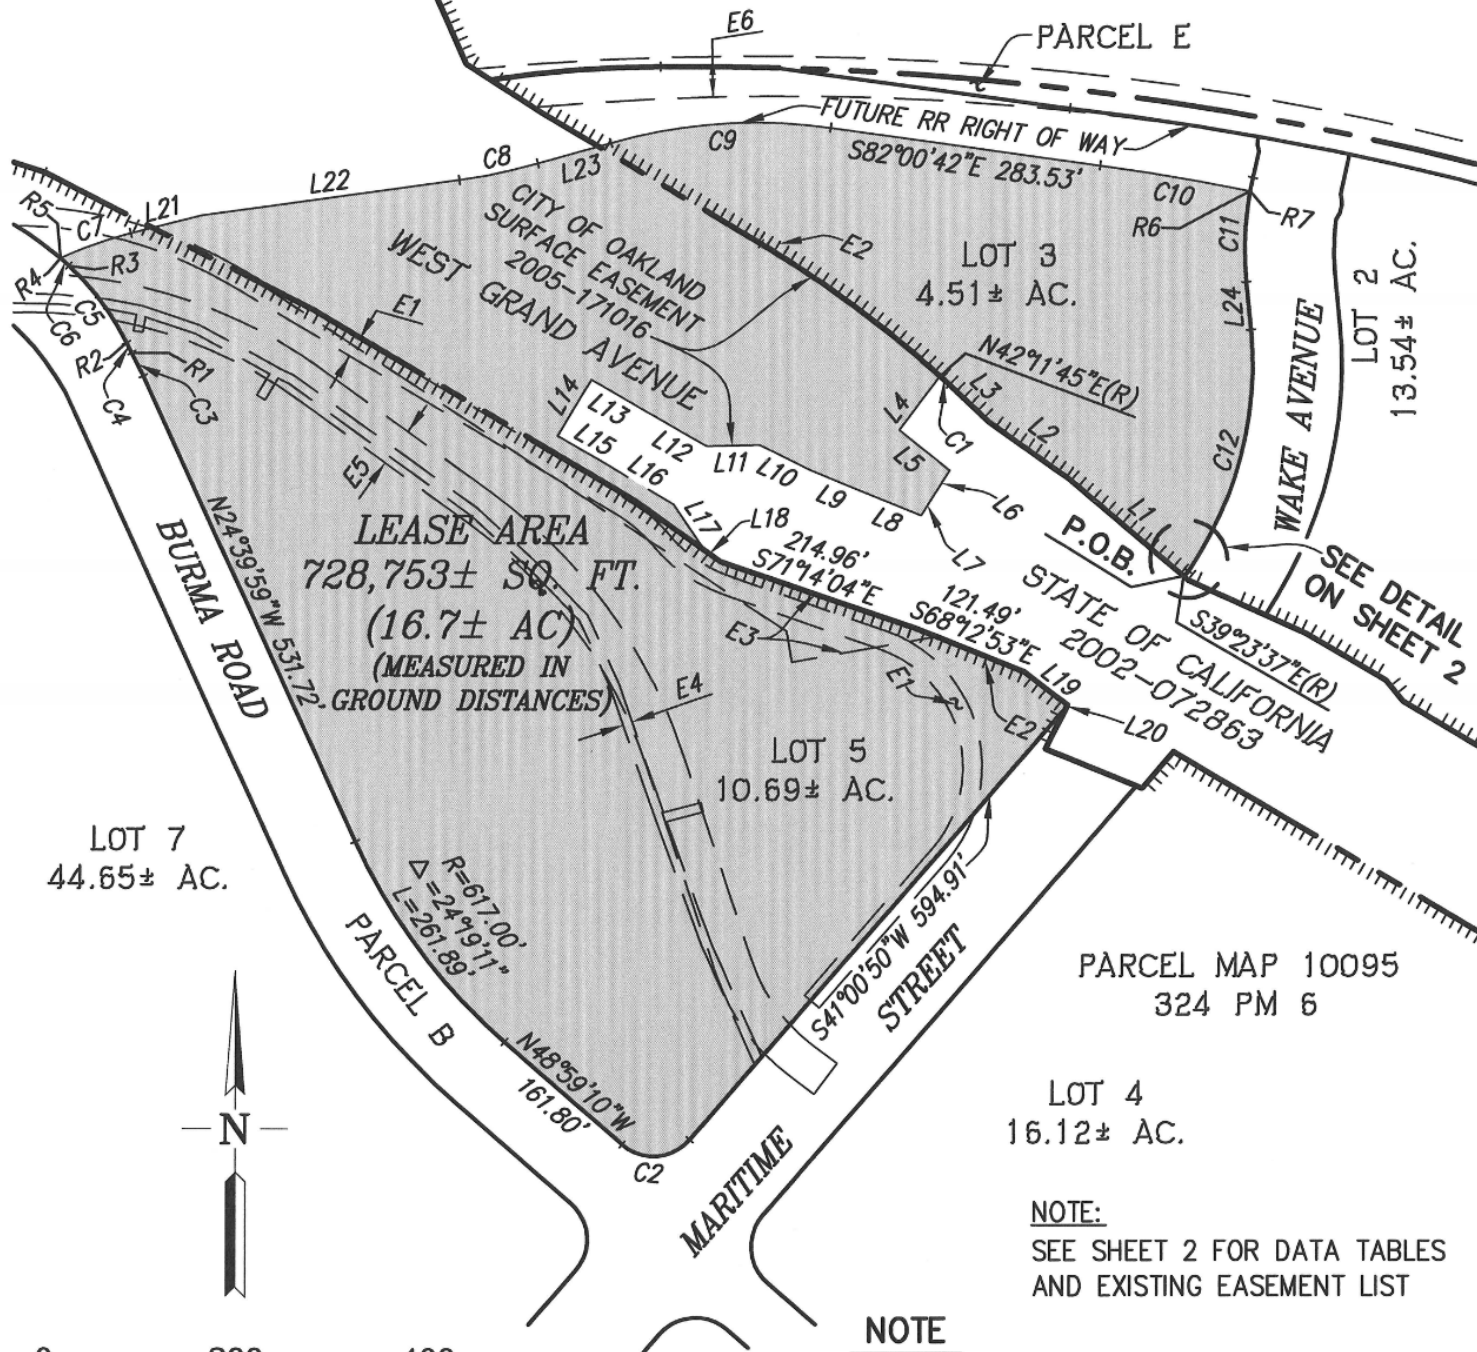 E6
PARCEL E
FUTURE RR RIGHT OF WAY
C9
S82°00'42"E 283.53'
C10
R6
R7
C11
L24
C12
C8
L23
L22
L21
R5
C7
R4
R3
C5
C6
R2
R1
C4
C3
CITY OF OAKLAND
SURFACE EASEMENT
2005-171016
WEST GRAND AVENUE
E2
LOT 3
4.51± AC.
LOT 2
13.54± AC.
WAKE AVENUE
E1
N42°11'45"E(R)
L3
L2
L1
L4
C1
L5
L6
L7
L14
L13
L12
L11
L10
L9
L8
L15
L16
L17
L18
214.96'
S71°14'04"E
121.49'
S68°12'53"E
P.O.B.
SEE DETAIL
ON SHEET 2
S39°23'37"E(R)
STATE OF CALIFORNIA
2002-072863
E5
LEASE AREA
728,753± SQ. FT.
(16.7± AC)
(MEASURED IN
GROUND DISTANCES)
N24°39'59"W 531.72'
BURMA ROAD
E3
E1
E2
L19
L20
E4
LOT 5
10.69± AC.
LOT 7
44.65± AC.
R=617.00'
Δ=24°19'11"
L=261.89'
PARCEL B
S41°00'50"W 594.91'
MARITIME STREET
PARCEL MAP 10095
324 PM 6
N48°59'10"W
161.80'
C2
LOT 4
16.12± AC.
N
NOTE:
SEE SHEET 2 FOR DATA TABLES
AND EXISTING EASEMENT LIST
NOTE